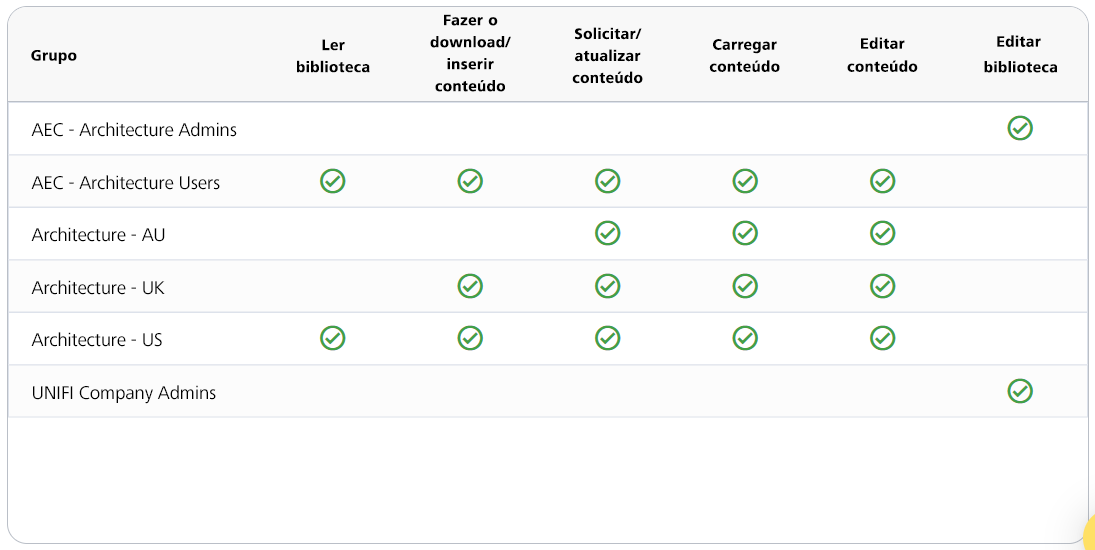 Grupo
Ler
biblioteca
Fazer o
download/
inserir
conteúdo
Solicitar/
atualizar
conteúdo
Carregar
conteúdo
Editar
conteúdo
Editar
biblioteca
AEC - Architecture Admins
AEC - Architecture Users
Architecture - AU
Architecture - UK
Architecture - US
UNIFI Company Admins